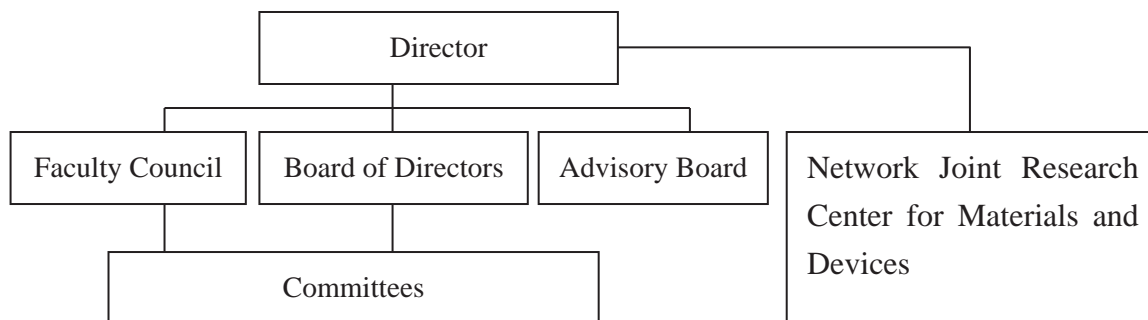 Director
Faculty Council
Board of Directors
Advisory Board
Network Joint Research
Center for Materials and
Devices
Committees